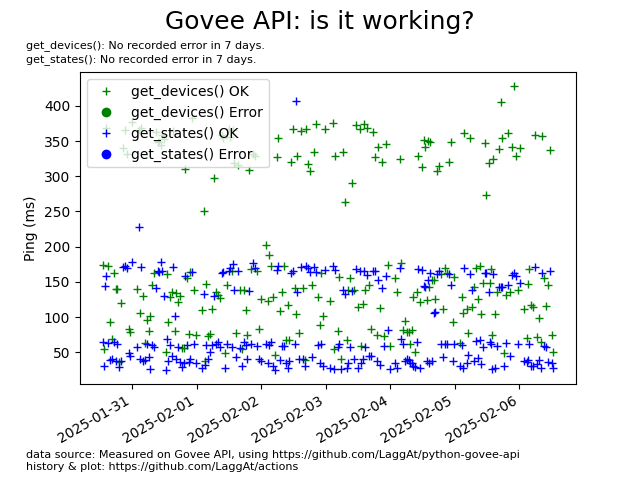 Govee API: is it working?
get_devices(): No recorded error in 7 days.
get_states(): No recorded error in 7 days.
get_devices() OK
get_devices() Error
get_states() OK
get_states() Error
Ping (ms)
400
350
300
250
200
150
100
50
2025-01-31
2025-02-01
2025-02-02
2025-02-03
2025-02-04
2025-02-05
2025-02-06
data source: Measured on Govee API, using https://github.com/LaggAt/python-govee-api
history & plot: https://github.com/LaggAt/actions